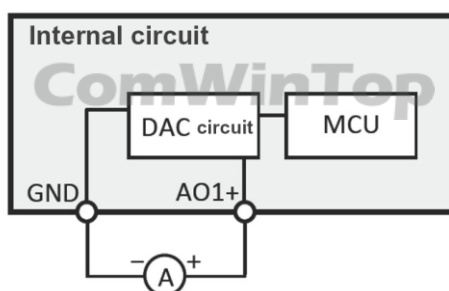 Internal circuit
ComWinTop
DAC circuit
MCU
GND
AO1+
− A +